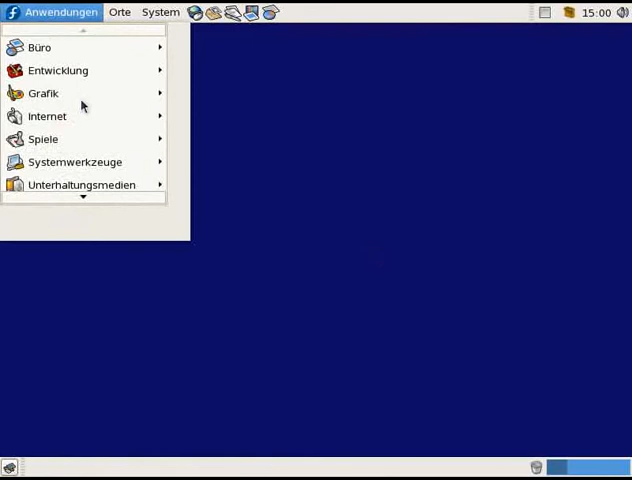 Anwendungen Orte System 15:00
Büro
Entwicklung
Grafik
Internet
Spiele
Systemwerkzeuge
Unterhaltungsmedien